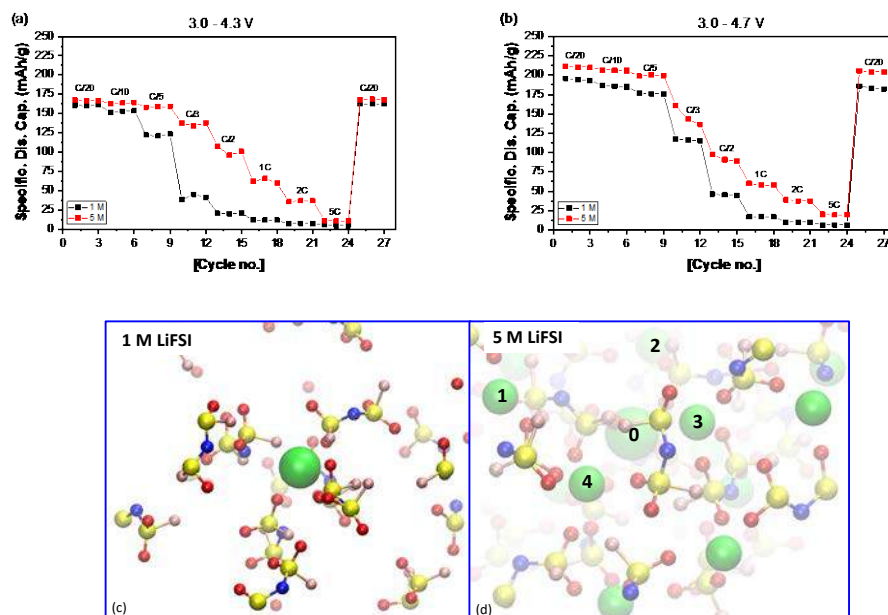 (a)
3.0 - 4.3 V
Specific. Dis. Cap. (mAh/g)
250
225
200
175
150
125
100
75
50
25
0
C/20
C/10
C/5
C/3
C/2
1C
2C
5C
C/20
1 M
5 M
0 3 6 9 12 15 18 21 24 27
[Cycle no.]
(b)
3.0 - 4.7 V
Specific. Dis. Cap. (mAh/g)
250
225
200
175
150
125
100
75
50
25
0
C/20
C/10
C/5
C/3
C/2
1C
2C
5C
C/20
1 M
5 M
0 3 6 9 12 15 18 21 24 27
[Cycle no.]
1 M LiFSI
(c)
5 M LiFSI
2
1
3
0
4
(d)